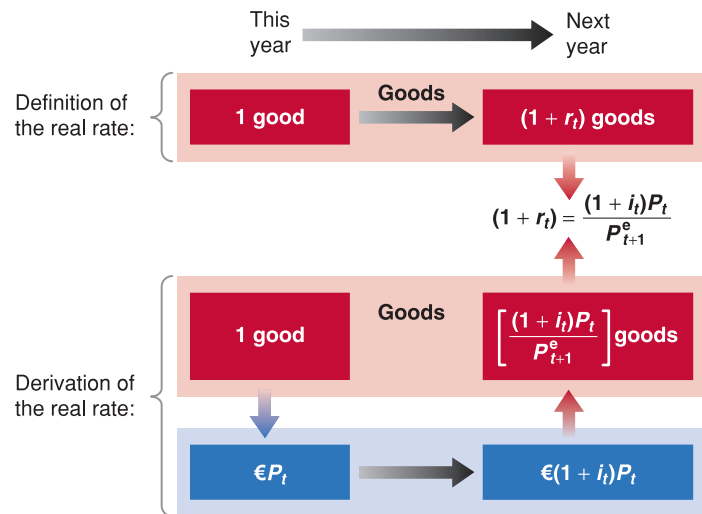 This year
Next year
Definition of the real rate:
Goods
1 good
(1 + r_t) goods
(1 + i_t)P_t
(1 + r_t) = 
P^e_{t+1}
Derivation of the real rate:
1 good
Goods
[(1 + i_t)P_t / P^e_{t+1}] goods
€P_t
€(1 + i_t)P_t